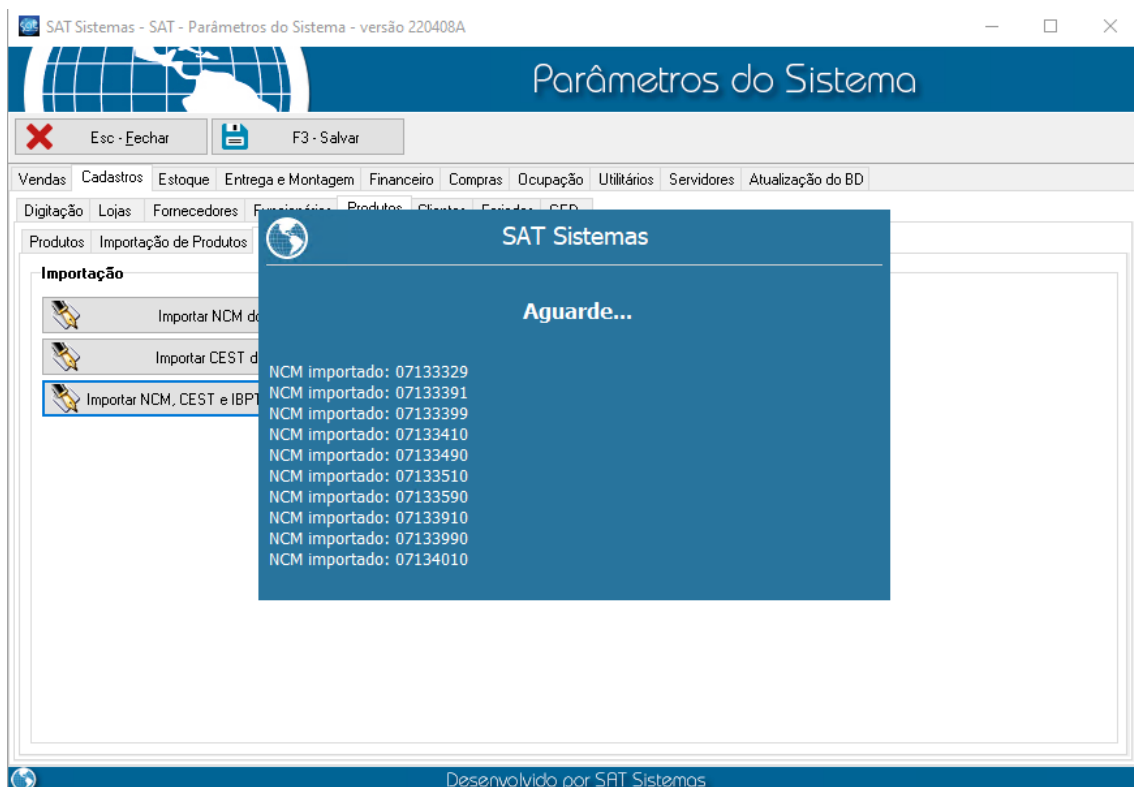 SAT Sistemas - SAT - Parâmetros do Sistema - versão 220408A
Parâmetros do Sistema
Esc - Fechar F3 - Salvar
Vendas Cadastros Estoque Entrega e Montagem Financeiro Compras Ocupação Utilitários Servidores Atualização do BD
Digitação Lojas Fornecedores Funcionários Produtos Clientes Feriados GED
Produtos Importação de Produtos
SAT Sistemas
Importação
Aguarde...
Importar NCM do
Importar CEST d
Importar NCM, CEST e IBPT
NCM importado: 07133329
NCM importado: 07133391
NCM importado: 07133399
NCM importado: 07133410
NCM importado: 07133490
NCM importado: 07133510
NCM importado: 07133590
NCM importado: 07133910
NCM importado: 07133990
NCM importado: 07134010
Desenvolvido por SAT Sistemas